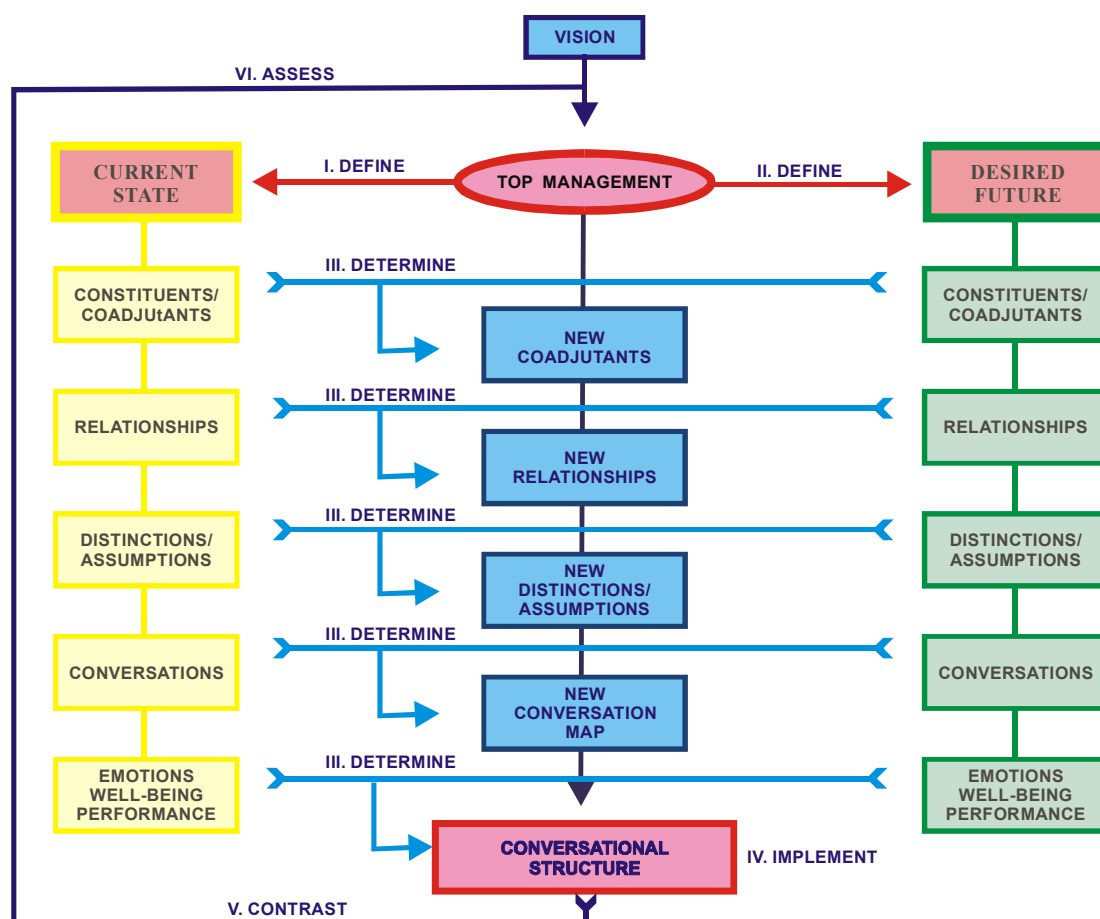 VISION
VI. ASSESS
CURRENT
STATE
I. DEFINE
TOP MANAGEMENT
II. DEFINE
DESIRED
FUTURE
III. DETERMINE
CONSTITUENTS/
COADJUtANTS
NEW
COADJUTANTS
CONSTITUENTS/
COADJUTANTS
III. DETERMINE
RELATIONSHIPS
NEW
RELATIONSHIPS
RELATIONSHIPS
III. DETERMINE
DISTINCTIONS/
ASSUMPTIONS
NEW
DISTINCTIONS/
ASSUMPTIONS
DISTINCTIONS/
ASSUMPTIONS
III. DETERMINE
CONVERSATIONS
NEW
CONVERSATION
MAP
CONVERSATIONS
III. DETERMINE
EMOTIONS
WELL-BEING
PERFORMANCE
EMOTIONS
WELL-BEING
PERFORMANCE
CONVERSATIONAL
STRUCTURE
IV. IMPLEMENT
V. CONTRAST